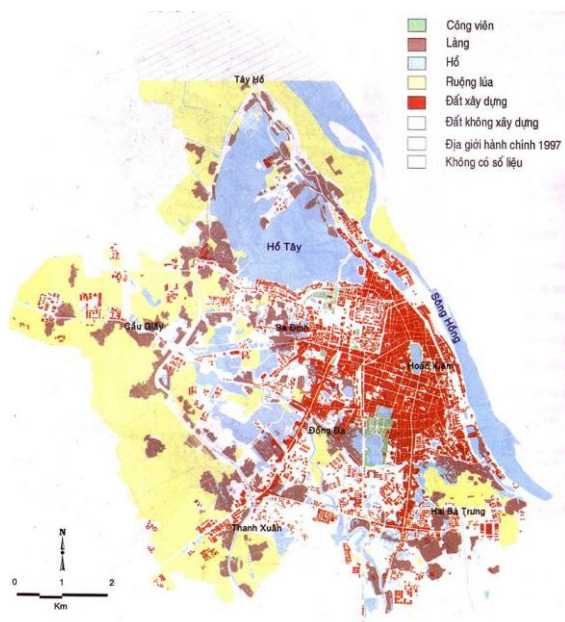 Công viên
Làng
Hồ
Ruộng lúa
Đất xây dựng
Đất không xây dựng
Địa giới hành chính 1997
Không có số liệu
Tây Hồ
Hồ Tây
Sông Hồng
Cầu Giấy
Ba Đình
Hoàn Kiếm
Đống Đa
Hai Bà Trưng
Thanh Xuân
N
0 1 2
Km